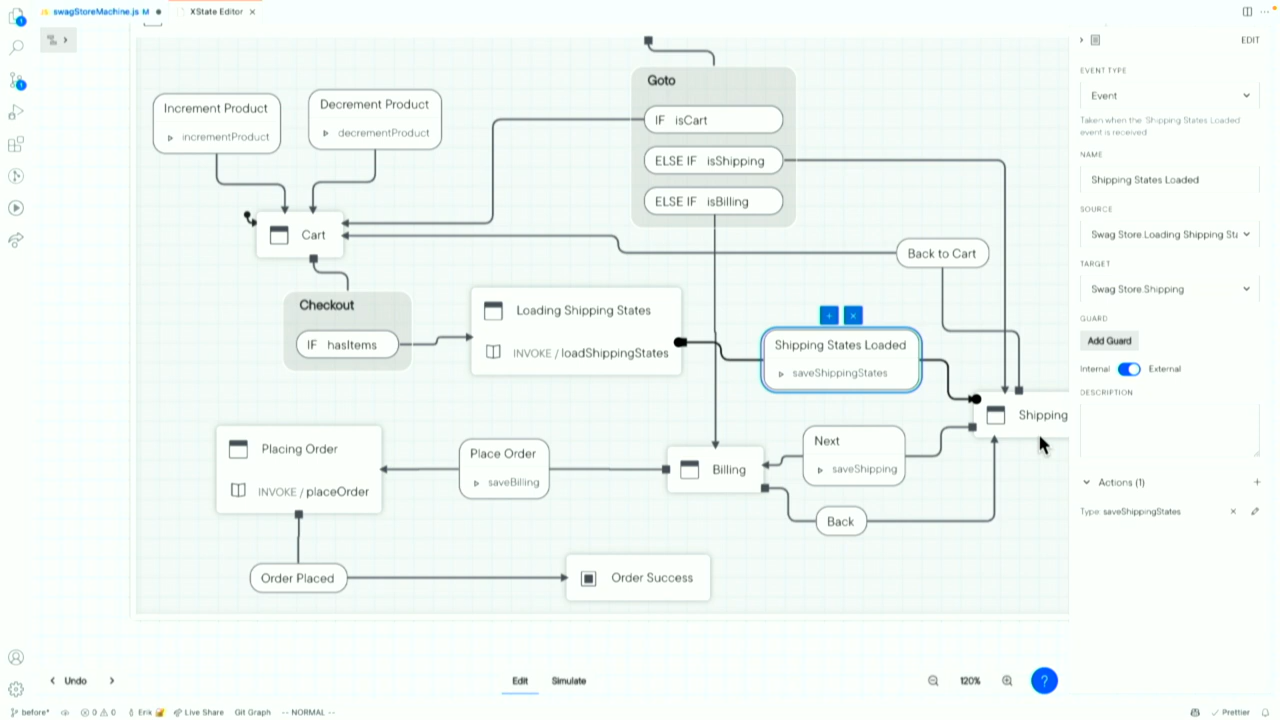 swagStoreMachine.js M
XState Editor
EDIT
Goto
IF isCart
ELSE IF isShipping
ELSE IF isBilling
Increment Product
incrementProduct
Decrement Product
decrementProduct
Cart
Back to Cart
Checkout
IF hasItems
Loading Shipping States
INVOKE / loadShippingStates
Shipping States Loaded
saveShippingStates
Shipping
Placing Order
INVOKE / placeOrder
Place Order
saveBilling
Billing
Next
saveShipping
Back
Order Placed
Order Success
EVENT TYPE
Event
Taken when the Shipping States Loaded
event is received
NAME
Shipping States Loaded
SOURCE
Swag Store.Loading Shipping Sta
TARGET
Swag Store.Shipping
GUARD
Add Guard
Internal External
DESCRIPTION
Actions (1)
Type: saveShippingStates
Undo
Edit
Simulate
120%
?
before*
0 0
Erik
Live Share
Git Graph
-- NORMAL --
Prettier